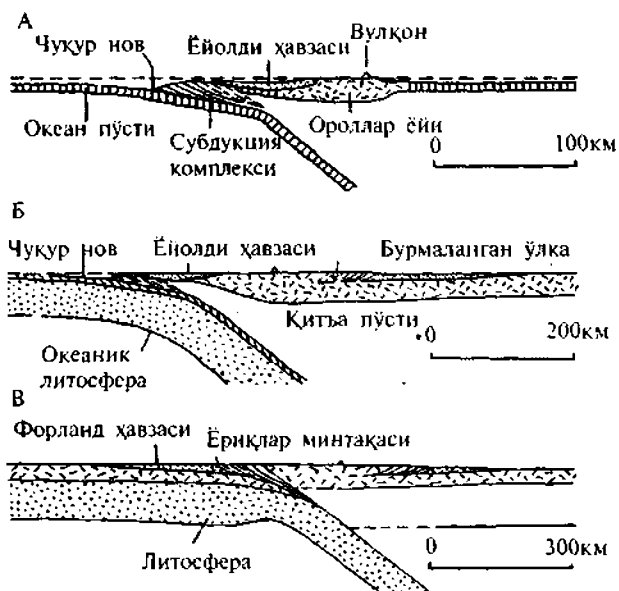 А
Чуқур нов
Ёйолди ҳавзаси
Вулқон
Океан пўсти
Субдукция
комплекси
Ороллар ёйи
0 100км
Б
Чуқур нов
Ёйолди ҳавзаси
Бурмаланган ўлка
Қитъа пўсти
Океаник
литосфера
0 200км
В
Форланд ҳавзаси
Ёриқлар минтақаси
Литосфера
0 300км